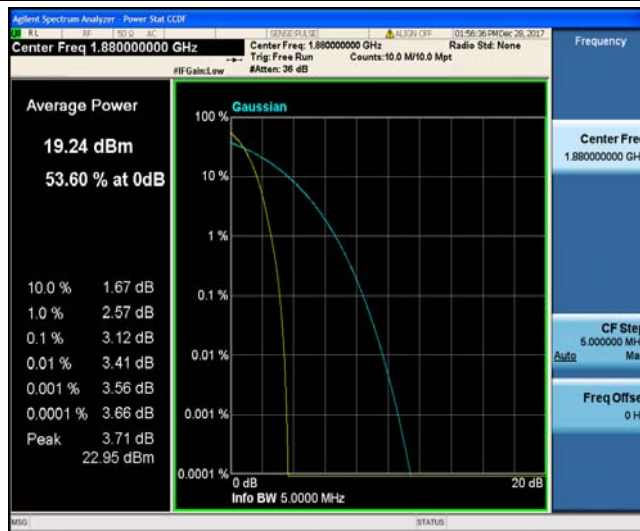 Agilent Spectrum Analyzer - Power Stat CCDF
RL RF 50 Ω AC SENSE:PULSE ALIGN OFF 01:56:36 PM Dec 28, 2017
Center Freq 1.880000000 GHz
Center Freq: 1.880000000 GHz Radio Std: None
Trig: Free Run Counts:10.0 M/10.0 Mpt
#IFGain:Low #Atten: 36 dB
Frequency
Average Power
19.24 dBm
53.60 % at 0dB
10.0 % 1.67 dB
1.0 % 2.57 dB
0.1 % 3.12 dB
0.01 % 3.41 dB
0.001 % 3.56 dB
0.0001 % 3.66 dB
Peak 3.71 dB
22.95 dBm
Gaussian
100 %
10 %
1 %
0.1 %
0.01 %
0.001 %
0.0001 %
0 dB 20 dB
Info BW 5.0000 MHz
Center Fre
1.880000000 GH
CF Ste
5.000000 MH
Auto Ma
Freq Offse
0 H
MSG STATUS